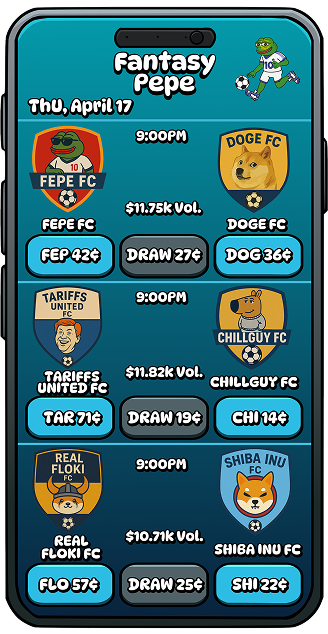 Fantasy
Pepe
10
Thu, April 17
9:00PM
10
FEPE FC
DOGE FC
$11.75k Vol.
FEPE FC
DOGE FC
FEP 42¢
DRAW 27¢
DOG 36¢
TARIFFS
UNITED
FC
9:00PM
CHILLGUY FC
$11.82k Vol.
TARIFFS
UNITED FC
CHILLGUY FC
TAR 71¢
DRAW 19¢
CHI 14¢
REAL
FLOKI
FC
9:00PM
SHIBA INU
FC
$10.71k Vol.
REAL
FLOKI FC
SHIBA INU FC
FLO 57¢
DRAW 25¢
SHI 22¢